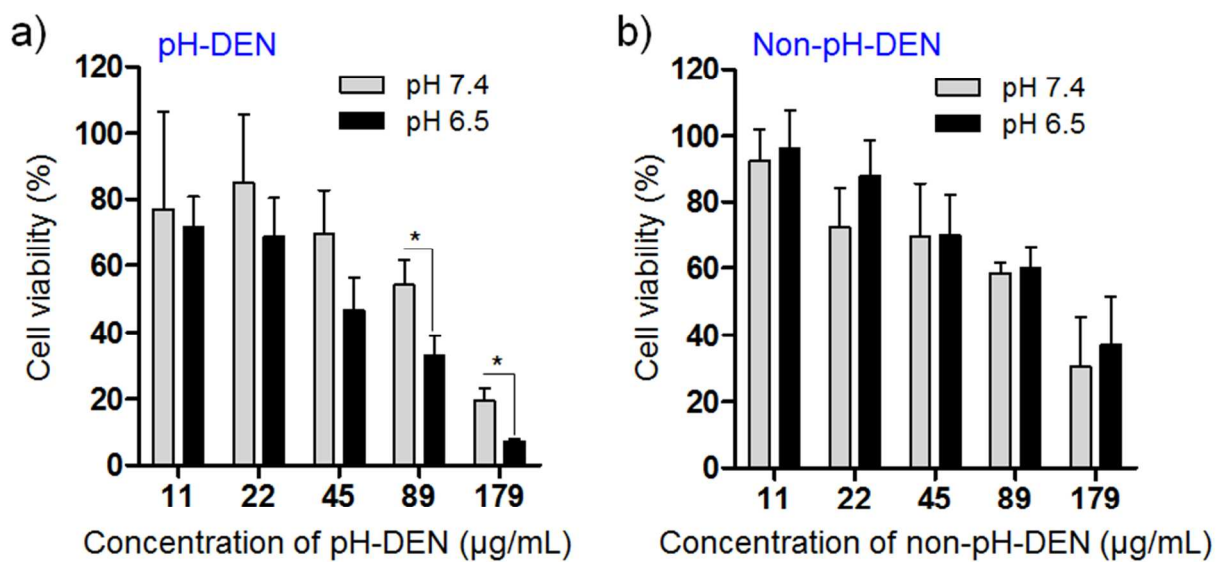 a)
pH-DEN
pH 7.4
pH 6.5
Cell viability (%)
120
100
80
60
40
20
0
*
*
11 22 45 89 179
Concentration of pH-DEN (µg/mL)
b)
Non-pH-DEN
pH 7.4
pH 6.5
Cell viability (%)
120
100
80
60
40
20
0
11 22 45 89 179
Concentration of non-pH-DEN (µg/mL)